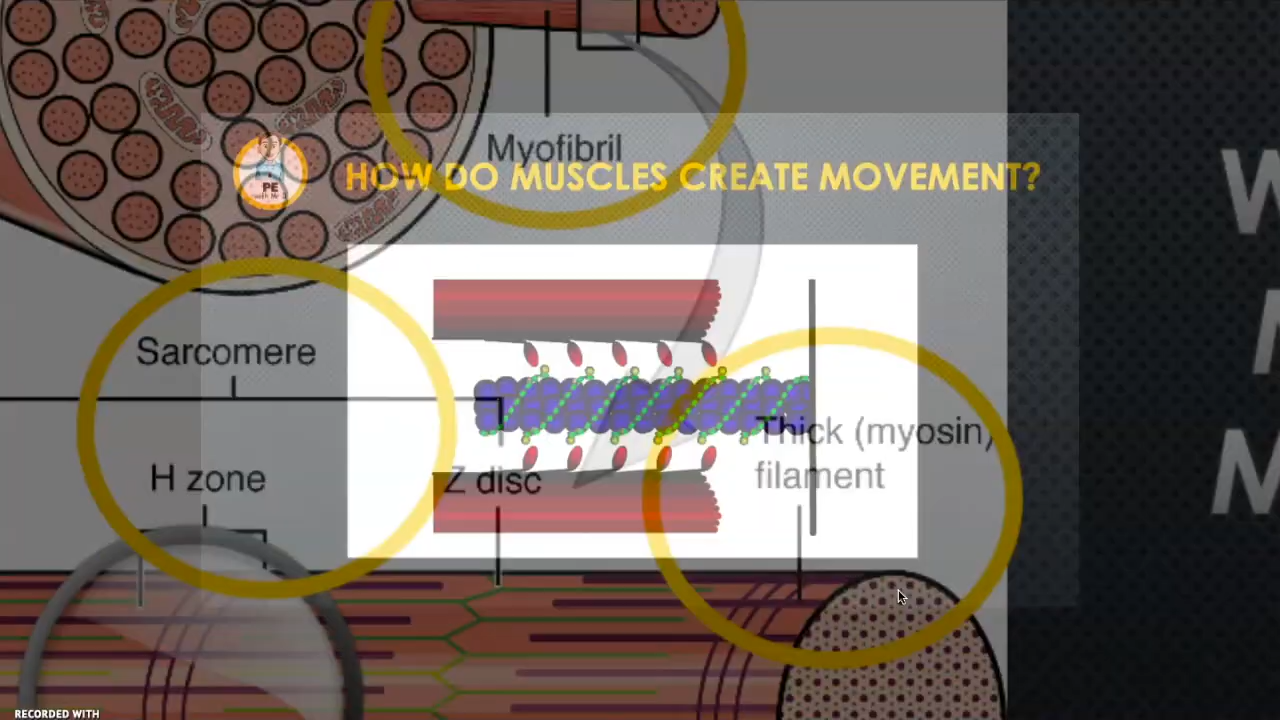 Myofibril
PE
HOW DO MUSCLES CREATE MOVEMENT?
Sarcomere
H zone
Z disc
Thick (myosin)
filament
W
M
RECORDED WITH